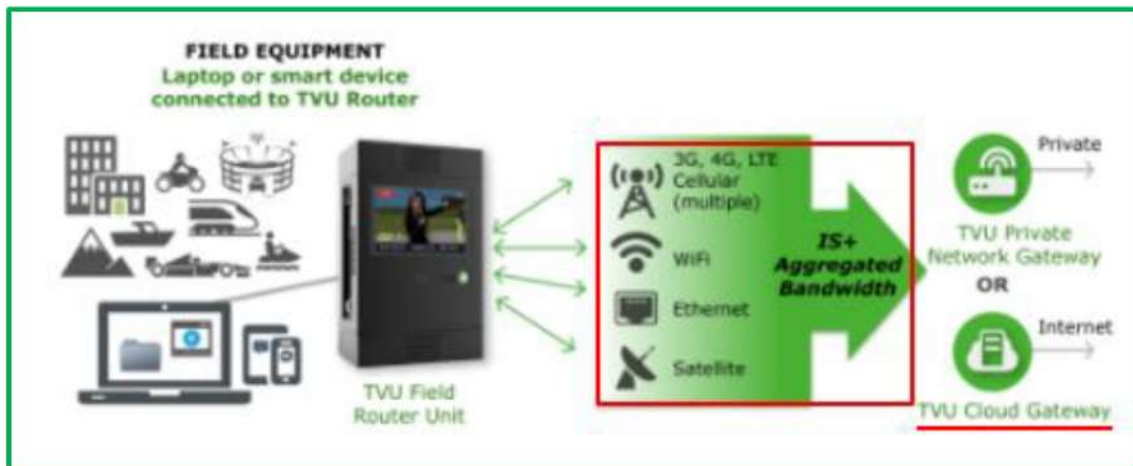 FIELD EQUIPMENT
Laptop or smart device
connected to TVU Router
TVU Field
Router Unit
3G, 4G, LTE
Cellular
(multiple)
WiFi
Ethernet
Satellite
IS+
Aggregated
Bandwidth
Private
TVU Private
Network Gateway
OR
Internet
TVU Cloud Gateway